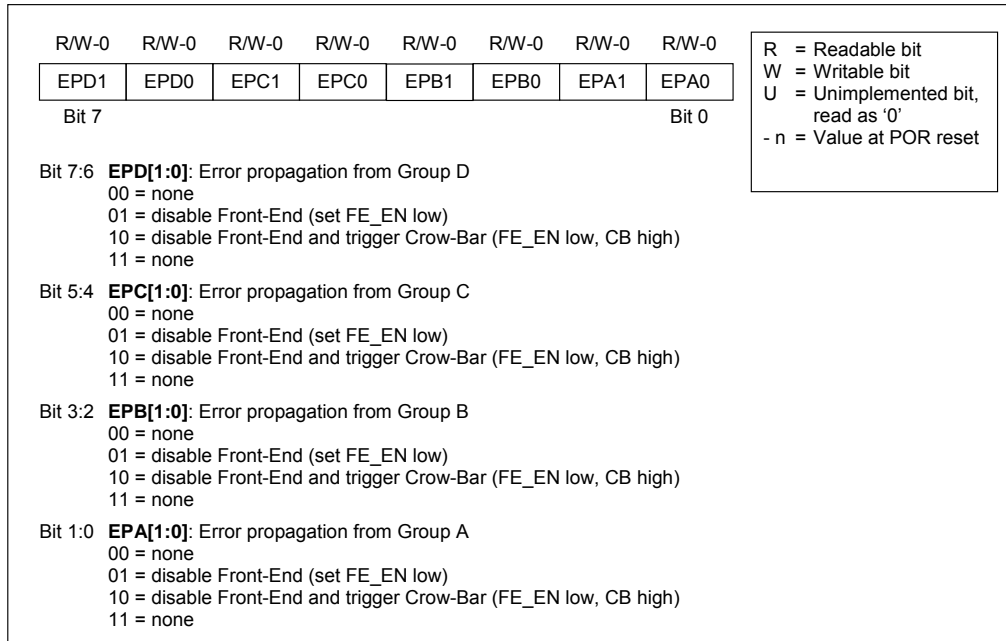 R/W-0 R/W-0 R/W-0 R/W-0 R/W-0 R/W-0 R/W-0 R/W-0
EPD1 EPD0 EPC1 EPC0 EPB1 EPB0 EPA1 EPA0
Bit 7 Bit 0
R = Readable bit
W = Writable bit
U = Unimplemented bit,
read as ‘0’
- n = Value at POR reset
Bit 7:6 EPD[1:0]: Error propagation from Group D
00 = none
01 = disable Front-End (set FE_EN low)
10 = disable Front-End and trigger Crow-Bar (FE_EN low, CB high)
11 = none
Bit 5:4 EPC[1:0]: Error propagation from Group C
00 = none
01 = disable Front-End (set FE_EN low)
10 = disable Front-End and trigger Crow-Bar (FE_EN low, CB high)
11 = none
Bit 3:2 EPB[1:0]: Error propagation from Group B
00 = none
01 = disable Front-End (set FE_EN low)
10 = disable Front-End and trigger Crow-Bar (FE_EN low, CB high)
11 = none
Bit 1:0 EPA[1:0]: Error propagation from Group A
00 = none
01 = disable Front-End (set FE_EN low)
10 = disable Front-End and trigger Crow-Bar (FE_EN low, CB high)
11 = none